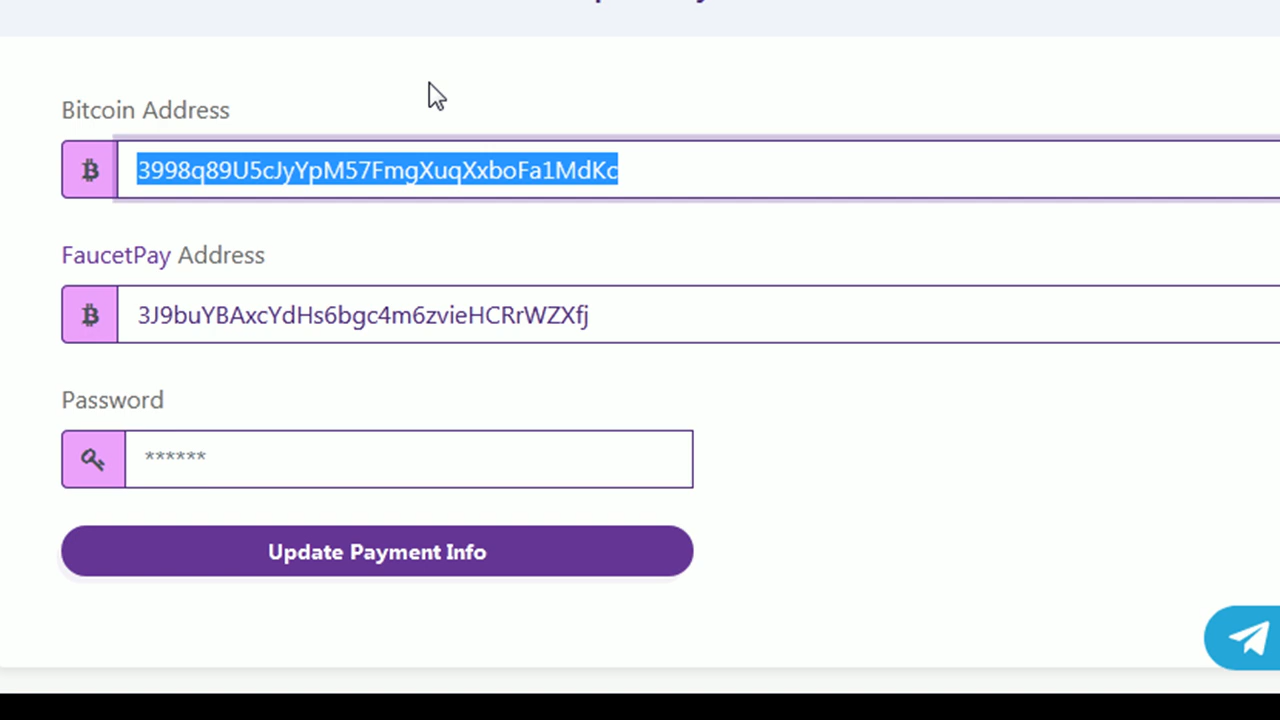 Bitcoin Address
3998q89U5cJyYpM57FmgXuqXxboFa1MdKc
FaucetPay Address
3J9buYBAxcYdHs6bgc4m6zvieHCRrWZXfj
Password
******
Update Payment Info